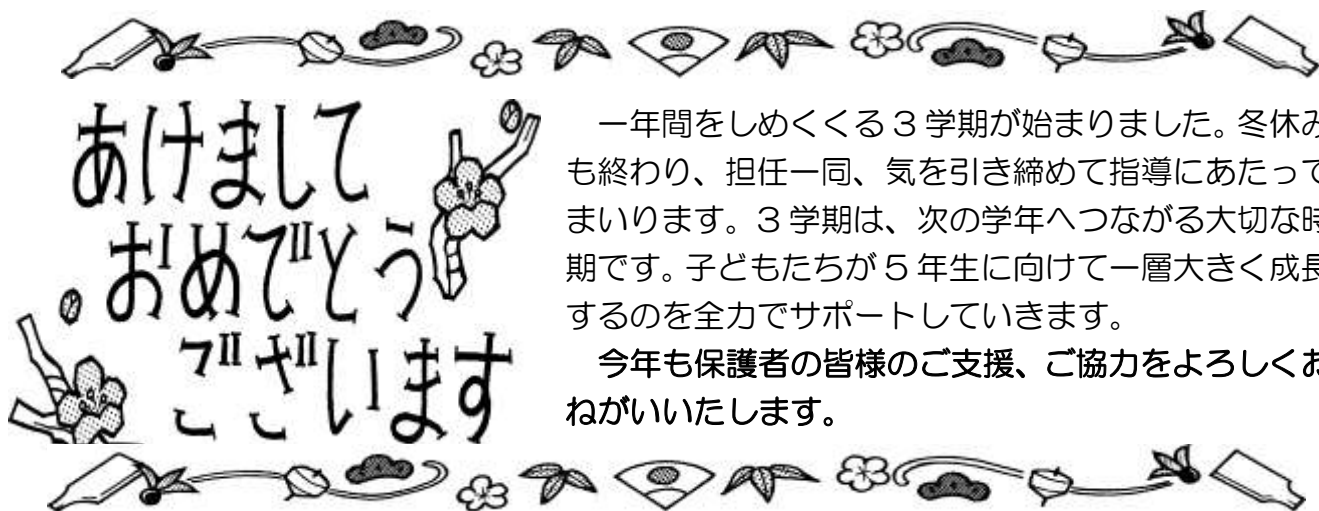 あけまして
おめでとう
ございます
一年間をしめくくる3学期が始まりました。冬休み
も終わり、担任一同、気を引き締めて指導にあたって
まいります。3学期は、次の学年へつながる大切な時
期です。子どもたちが5年生に向けて一層大きく成長
するのを全力でサポートしていきます。
今年も保護者の皆様のご支援、ご協力をよろしくお
ねがいいたします。